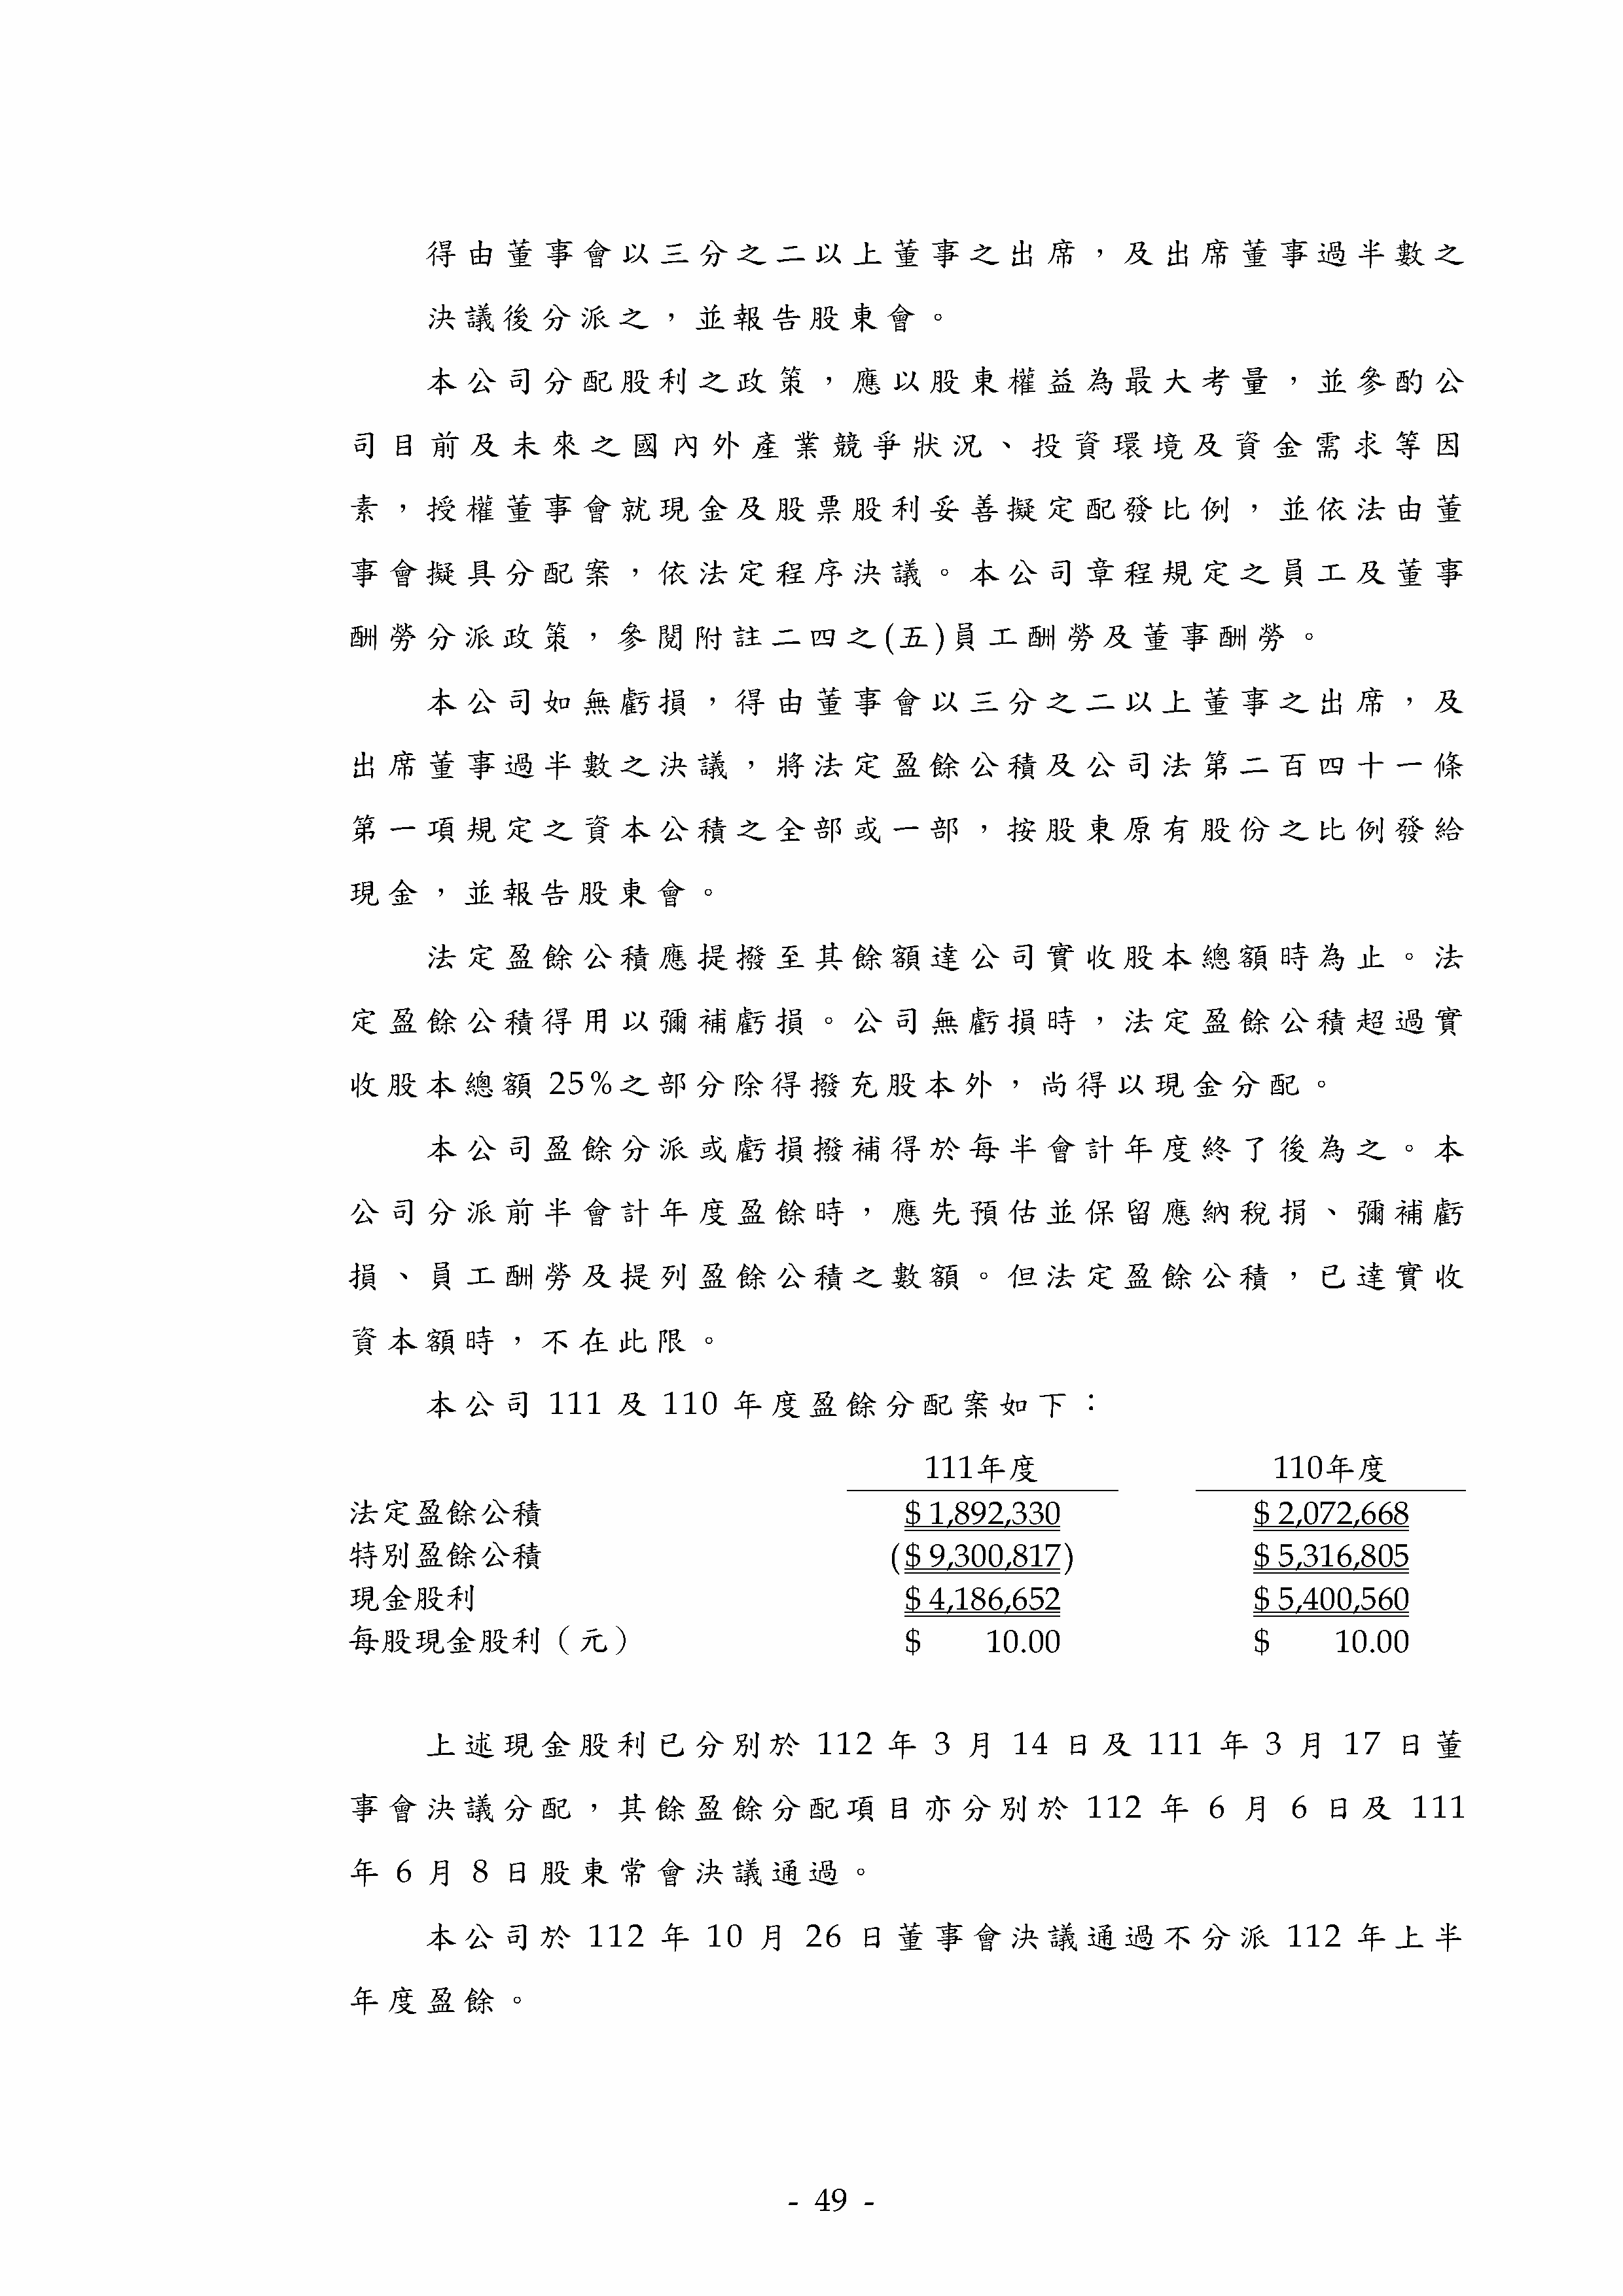 得由董事會以三分之二以上董事之出席，及出席董事過半數之
決議後分派之，並報告股東會。
本公司分配股利之政策，應以股東權益為最大考量，並參酌公
司目前及未來之國內外產業競爭狀況、投資環境及資金需求等因
素，授權董事會就現金及股票股利妥善擬定配發比例，並依法由董
事會擬具分配案，依法定程序決議。本公司章程規定之員工及董事
酬勞分派政策，參閱附註二四之(五)員工酬勞及董事酬勞。
本公司如無虧損，得由董事會以三分之二以上董事之出席，及
出席董事過半數之決議，將法定盈餘公積及公司法第二百四十一條
第一項規定之資本公積之全部或一部，按股東原有股份之比例發給
現金，並報告股東會。
法定盈餘公積應提撥至其餘額達公司實收股本總額時為止。法
定盈餘公積得用以彌補虧損。公司無虧損時，法定盈餘公積超過實
收股本總額 25%之部分除得撥充股本外，尚得以現金分配。
本公司盈餘分派或虧損撥補得於每半會計年度終了後為之。本
公司分派前半會計年度盈餘時，應先預估並保留應納稅捐、彌補虧
損、員工酬勞及提列盈餘公積之數額。但法定盈餘公積，已達實收
資本額時，不在此限。
本公司 111 及 110 年度盈餘分配案如下：
111年度 110年度
法定盈餘公積 $ 1,892,330 $ 2,072,668
特別盈餘公積 ($ 9,300,817) $ 5,316,805
現金股利 $ 4,186,652 $ 5,400,560
每股現金股利（元） $ 10.00 $ 10.00
上述現金股利已分別於 112 年 3 月 14 日及 111 年 3 月 17 日董
事會決議分配，其餘盈餘分配項目亦分別於 112 年 6 月 6 日及 111
年 6 月 8 日股東常會決議通過。
本公司於 112 年 10 月 26 日董事會決議通過不分派 112 年上半
年度盈餘。
- 49 -